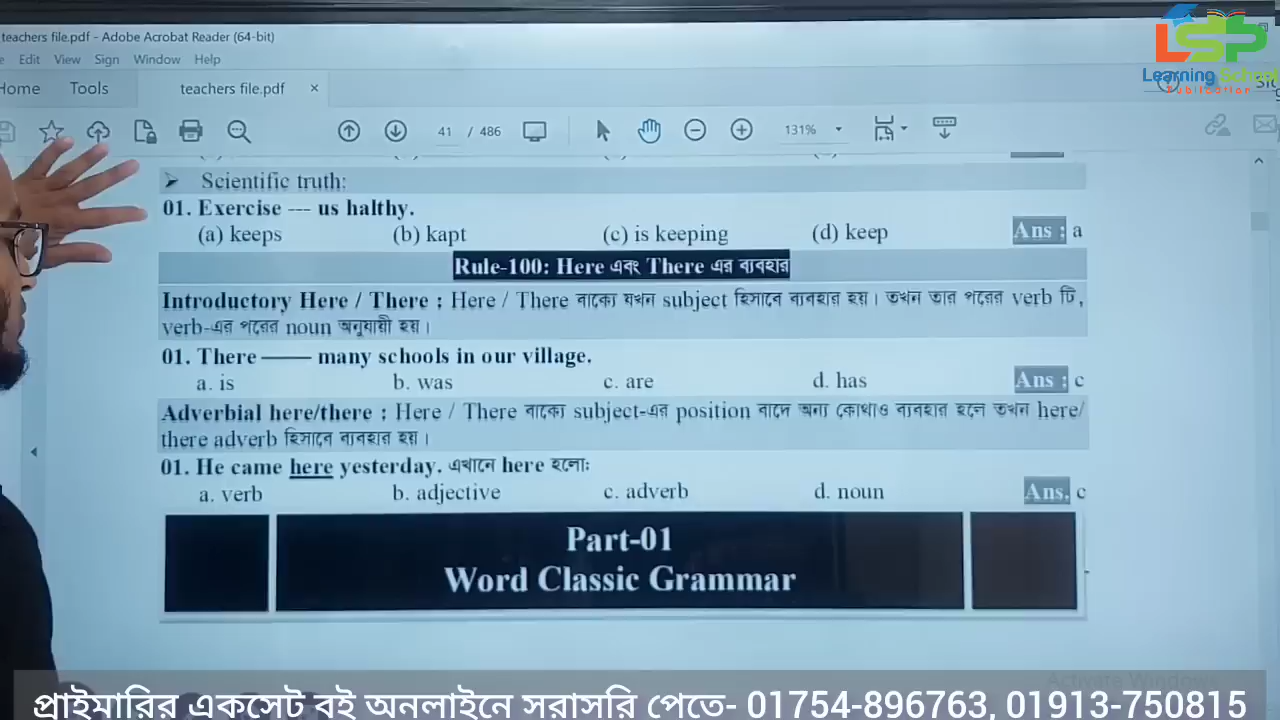 teachers file.pdf - Adobe Acrobat Reader (64-bit)
Edit View Sign Window Help
Home Tools teachers file.pdf ×
41 / 486 131%
LSP
Learning School
Publication
Scientific truth:
01. Exercise --- us halthy.
(a) keeps (b) kapt (c) is keeping (d) keep Ans : a
Rule-100: Here এবং There এর ব্যবহার
Introductory Here / There : Here / There বাক্যে যখন subject হিসাবে ব্যবহার হয়। তখন তার পরের verb টি,
verb-এর পরের noun অনুযায়ী হয়।
01. There —— many schools in our village.
a. is b. was c. are d. has Ans : c
Adverbial here/there : Here / There বাক্যে subject-এর position বাদে অন্য কোথাও ব্যবহার হলে তখন here/
there adverb হিসাবে ব্যবহার হয়।
01. He came here yesterday. এখানে here হলোঃ
a. verb b. adjective c. adverb d. noun Ans. c
Part-01
Word Classic Grammar
Activate Windows
প্রাইমারির একসেট বই অনলাইনে সরাসরি পেতে- 01754-896763, 01913-750815